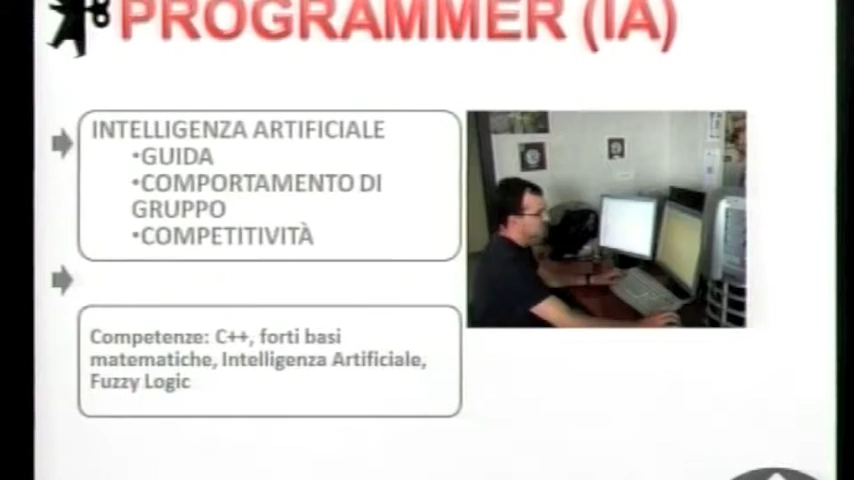 PROGRAMMER (IA)
INTELLIGENZA ARTIFICIALE
•GUIDA
•COMPORTAMENTO DI
GRUPPO
•COMPETITIVITÀ
Competenze: C++, forti basi
matematiche, Intelligenza Artificiale,
Fuzzy Logic